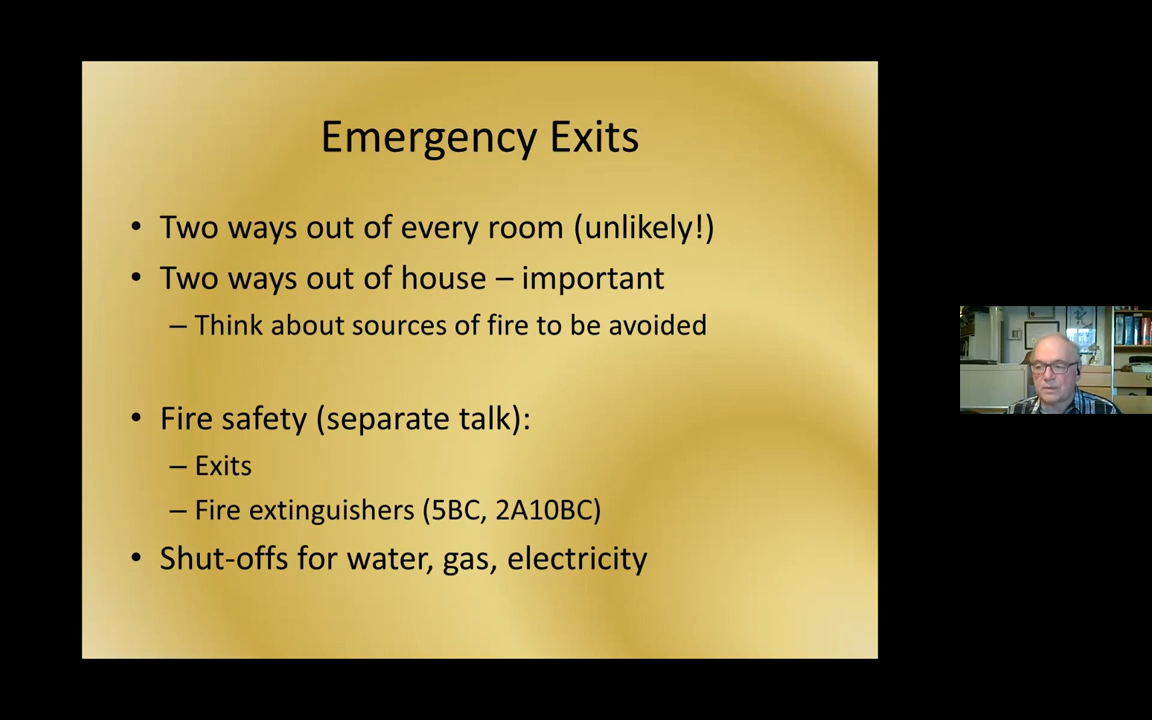 Emergency Exits
• Two ways out of every room (unlikely!)
• Two ways out of house – important
– Think about sources of fire to be avoided
• Fire safety (separate talk):
– Exits
– Fire extinguishers (5BC, 2A10BC)
• Shut-offs for water, gas, electricity